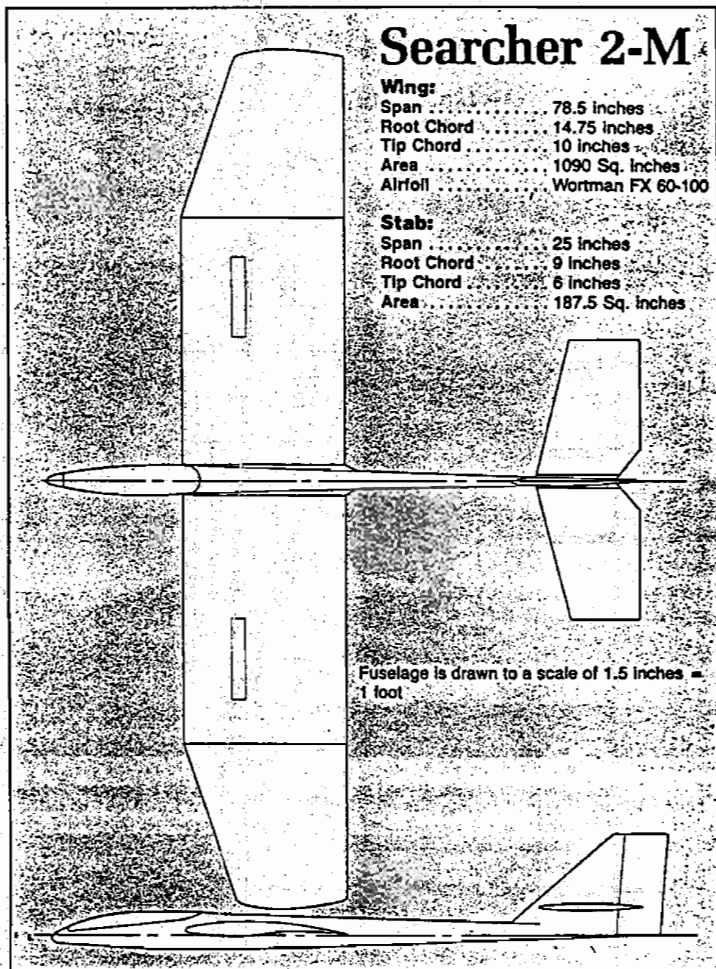 Searcher 2-M
Wing:
Span ............. 78.5 inches
Root Chord ....... 14.75 inches
Tip Chord ........ 10 inches
Area ............. 1090 Sq. Inches
Airfoil .......... Wortman FX 60-100
Stab:
Span ............. 25 inches
Root Chord ....... 9 inches
Tip Chord ........ 6 inches
Area ............. 187.5 Sq. Inches
Fuselage is drawn to a scale of 1.5 inches =
1 foot